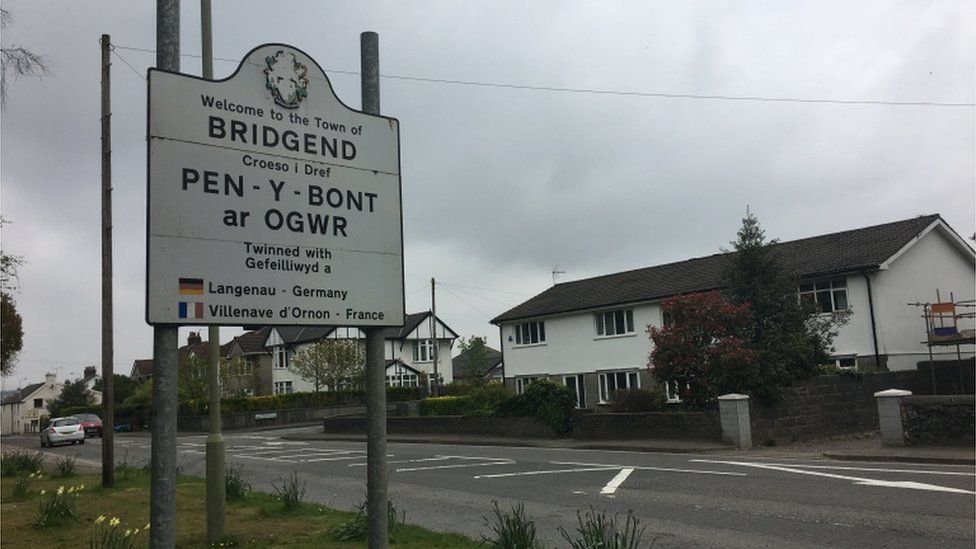 Welcome to the Town of
BRIDGEND
Croeso i Dref
PEN - Y - BONT
ar OGWR
Twinned with
Gefeilliwyd a
Langenau - Germany
Villenave d'Ornon - France